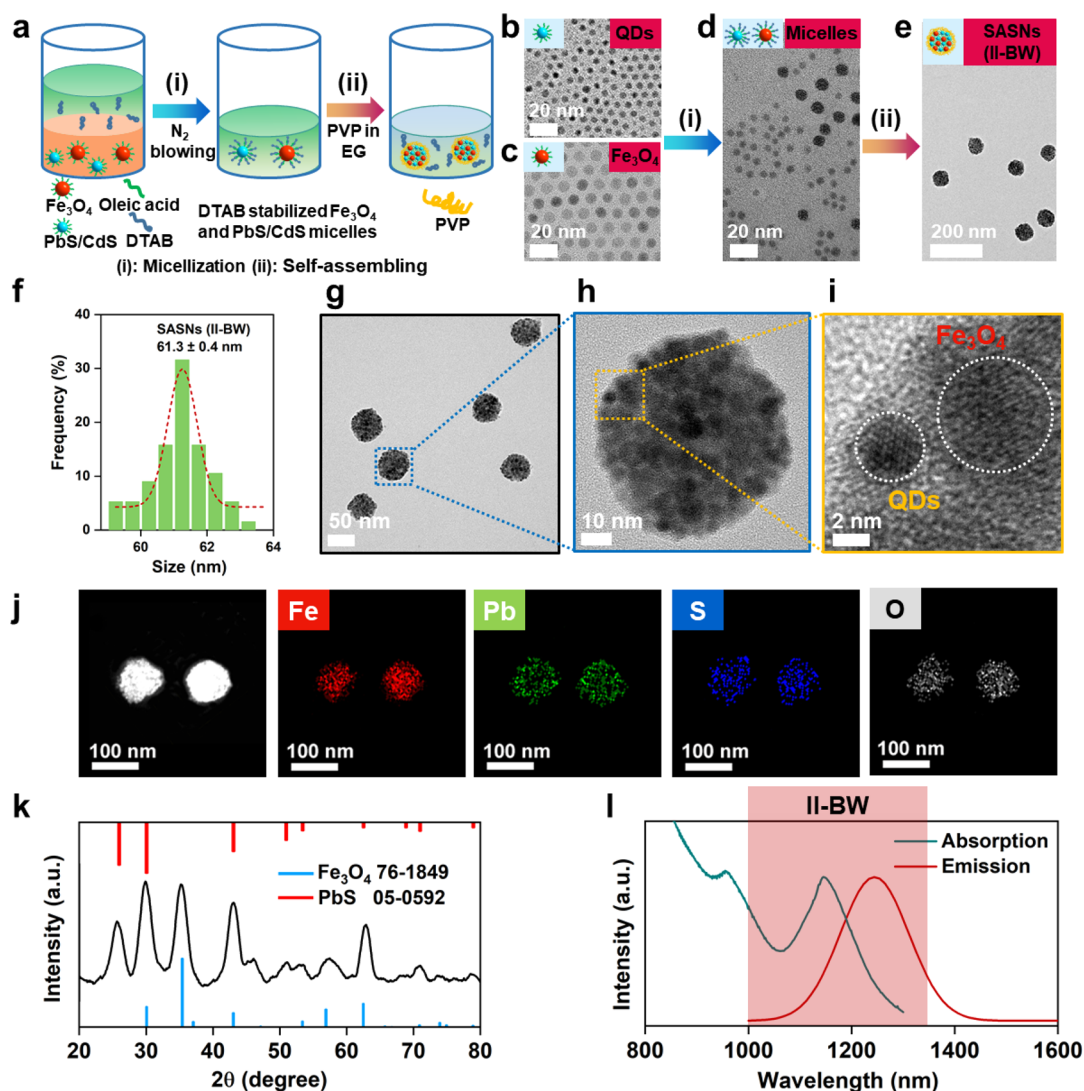 a
(i)
N2
blowing
(ii)
PVP in
EG
Fe3O4 Oleic acid
PbS/CdS DTAB
DTAB stabilized Fe3O4
and PbS/CdS micelles
PVP
(i): Micellization (ii): Self-assembling
b
QDs
20 nm
c
Fe3O4
20 nm
(i)
d
Micelles
20 nm
(ii)
e
SASNs
(II-BW)
200 nm
f
SASNs (II-BW)
61.3 ± 0.4 nm
Frequency (%)
40
30
20
10
0
60 62 64
Size (nm)
g
50 nm
h
10 nm
i
Fe3O4
QDs
2 nm
j
100 nm
Fe
100 nm
Pb
100 nm
S
100 nm
O
100 nm
k
Intensity (a.u.)
Fe3O4 76-1849
PbS 05-0592
20 30 40 50 60 70 80
2θ (degree)
l
II-BW
Absorption
Emission
Intensity (a.u.)
800 1000 1200 1400 1600
Wavelength (nm)